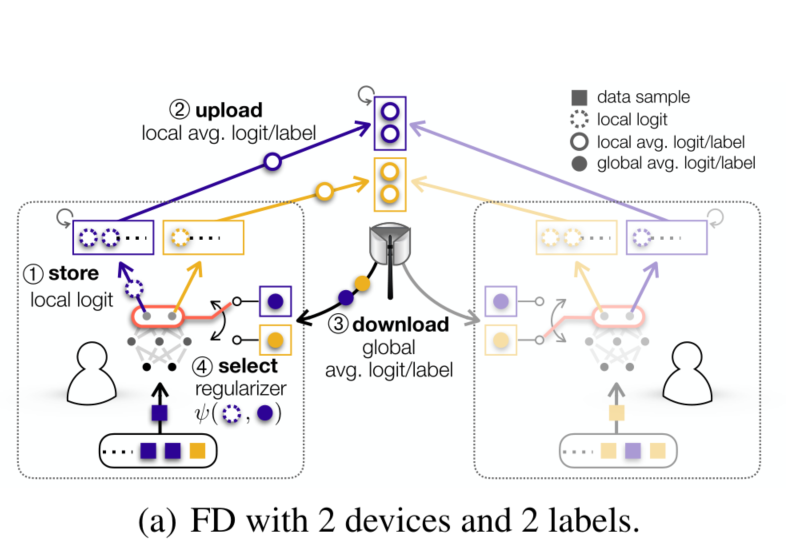 ② upload
local avg. logit/label
data sample
local logit
local avg. logit/label
global avg. logit/label
① store
local logit
③ download
global
avg. logit/label
④ select
regularizer
ψ( , )
(a) FD with 2 devices and 2 labels.